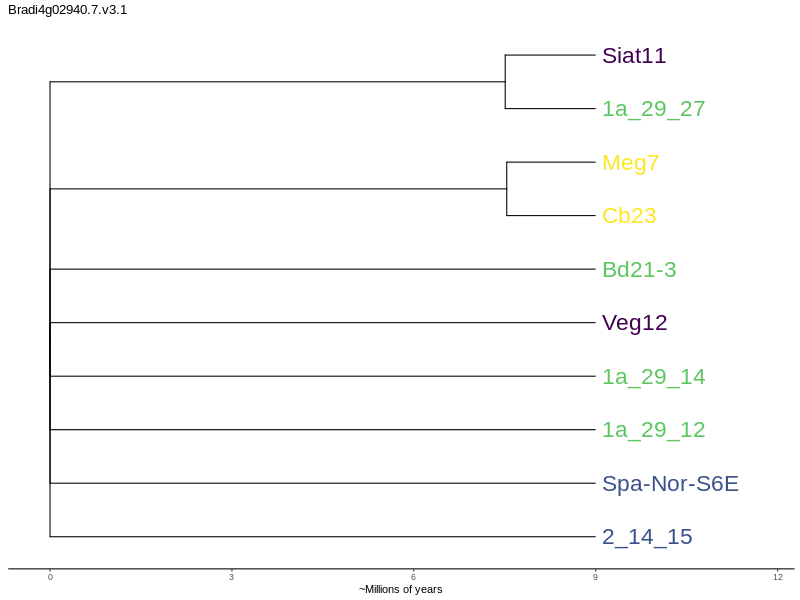 Bradi4g02940.7.v3.1
Siat11
1a_29_27
Meg7
Cb23
Bd21-3
Veg12
1a_29_14
1a_29_12
Spa-Nor-S6E
2_14_15
0 3 6 9 12
~Millions of years